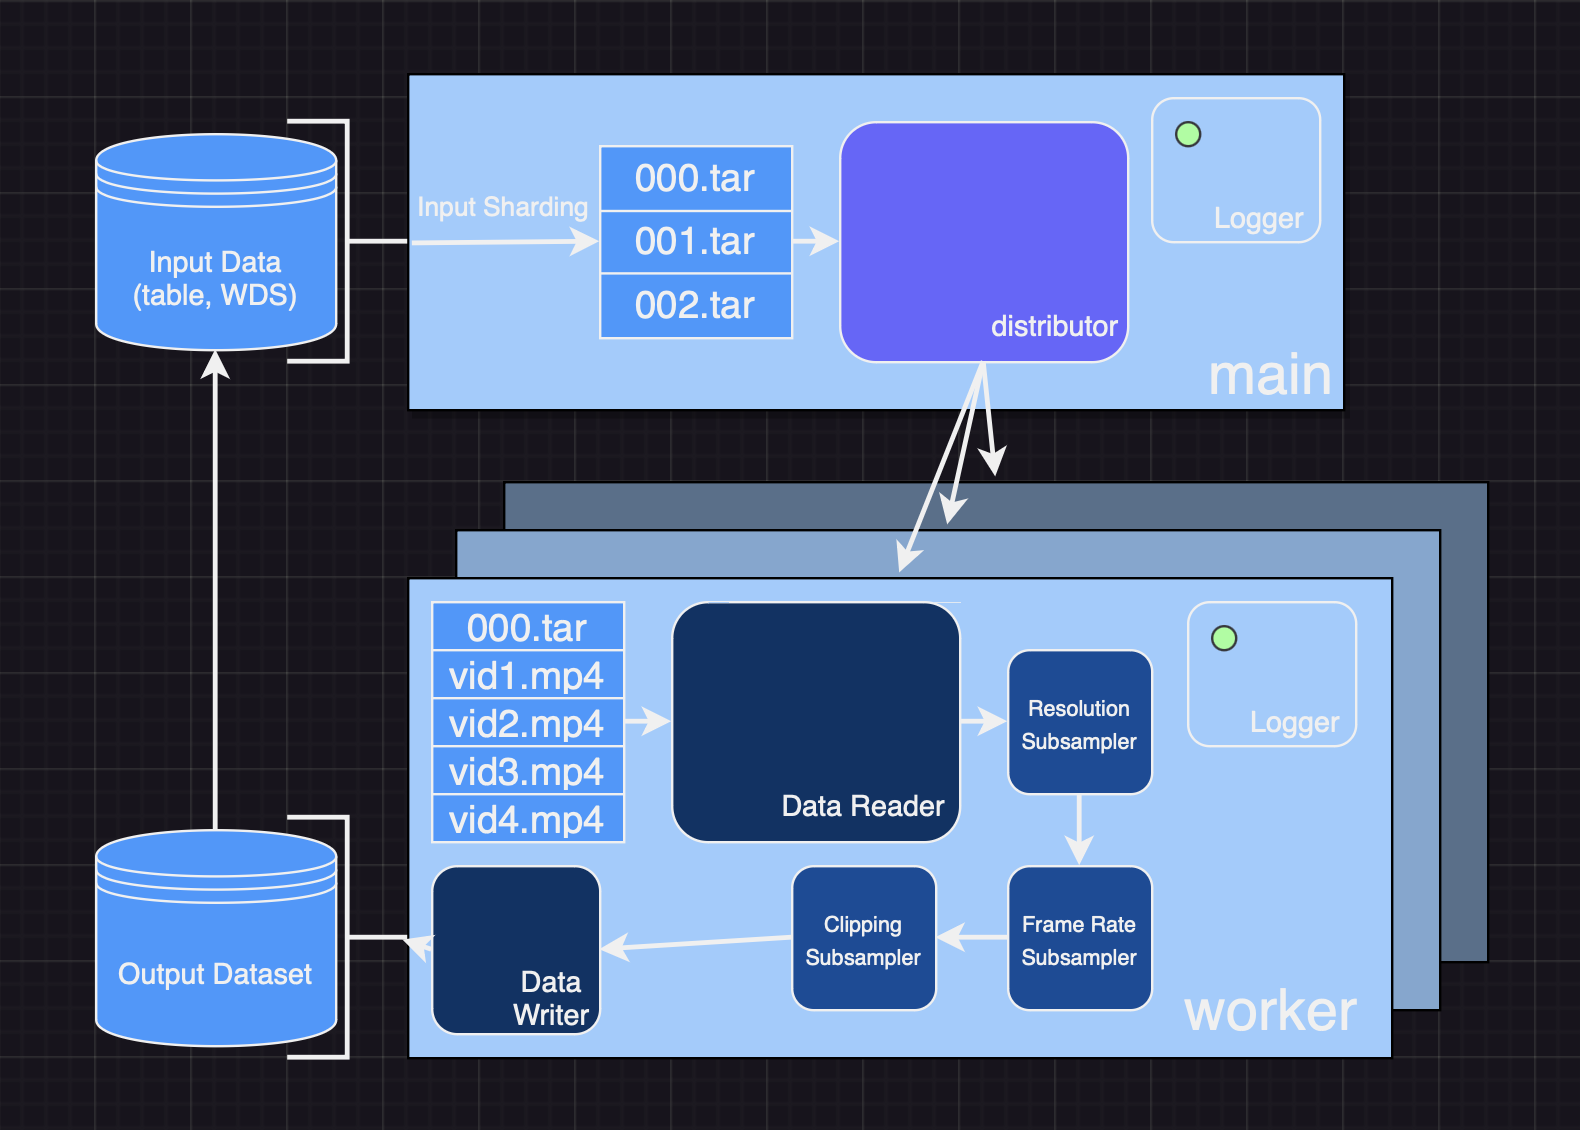 Input Data
(table, WDS)
Input Sharding
000.tar
001.tar
002.tar
distributor
Logger
main
000.tar
vid1.mp4
vid2.mp4
vid3.mp4
vid4.mp4
Data Reader
Resolution
Subsampler
Logger
Frame Rate
Subsampler
Clipping
Subsampler
Data
Writer
worker
Output Dataset